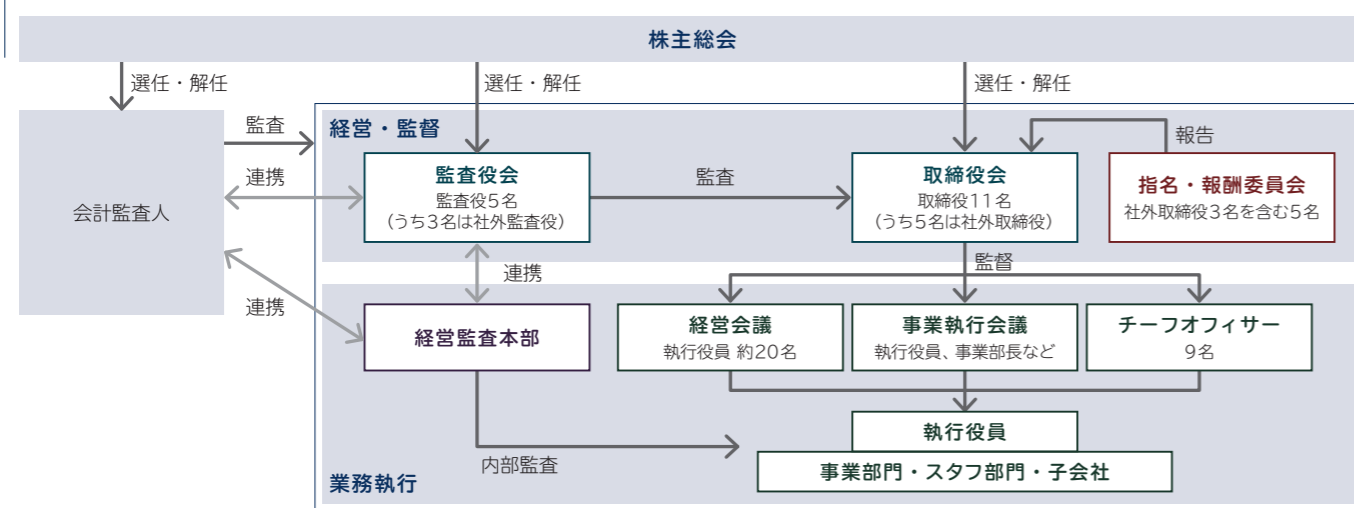 株主総会
選任・解任
選任・解任
選任・解任
会計監査人
監査
連携
連携
経営・監督
監査役会
監査役5名
(うち3名は社外監査役)
監査
取締役会
取締役11名
(うち5名は社外取締役)
報告
指名・報酬委員会
社外取締役3名を含む5名
連携
監督
経営監査本部
経営会議
執行役員 約20名
事業執行会議
執行役員、事業部長など
チーフオフィサー
9名
内部監査
執行役員
事業部門・スタフ部門・子会社
業務執行